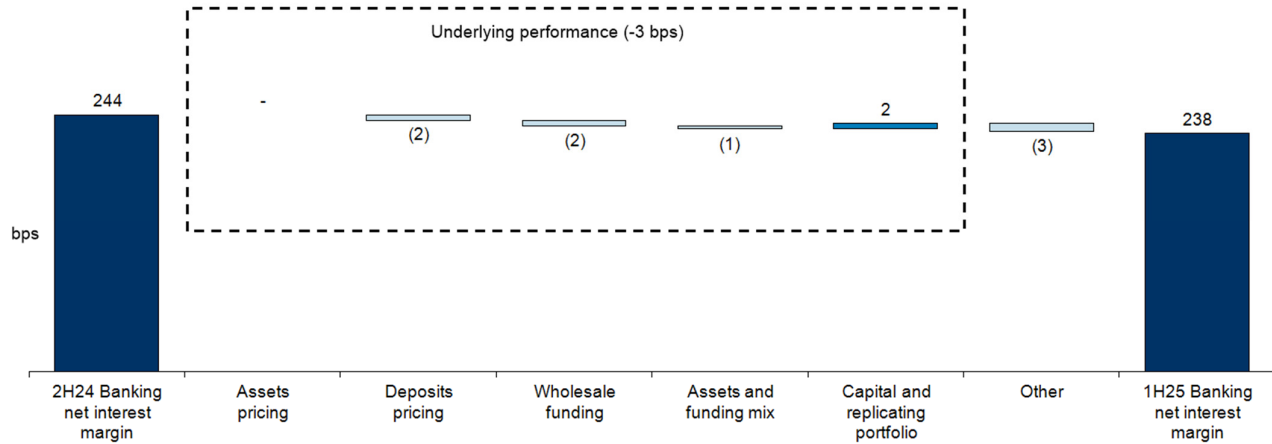 Underlying performance (-3 bps)
244
-
(2)
(2)
(1)
2
(3)
238
bps
2H24 Banking
net interest
margin
Assets
pricing
Deposits
pricing
Wholesale
funding
Assets and
funding mix
Capital and
replicating
portfolio
Other
1H25 Banking
net interest
margin